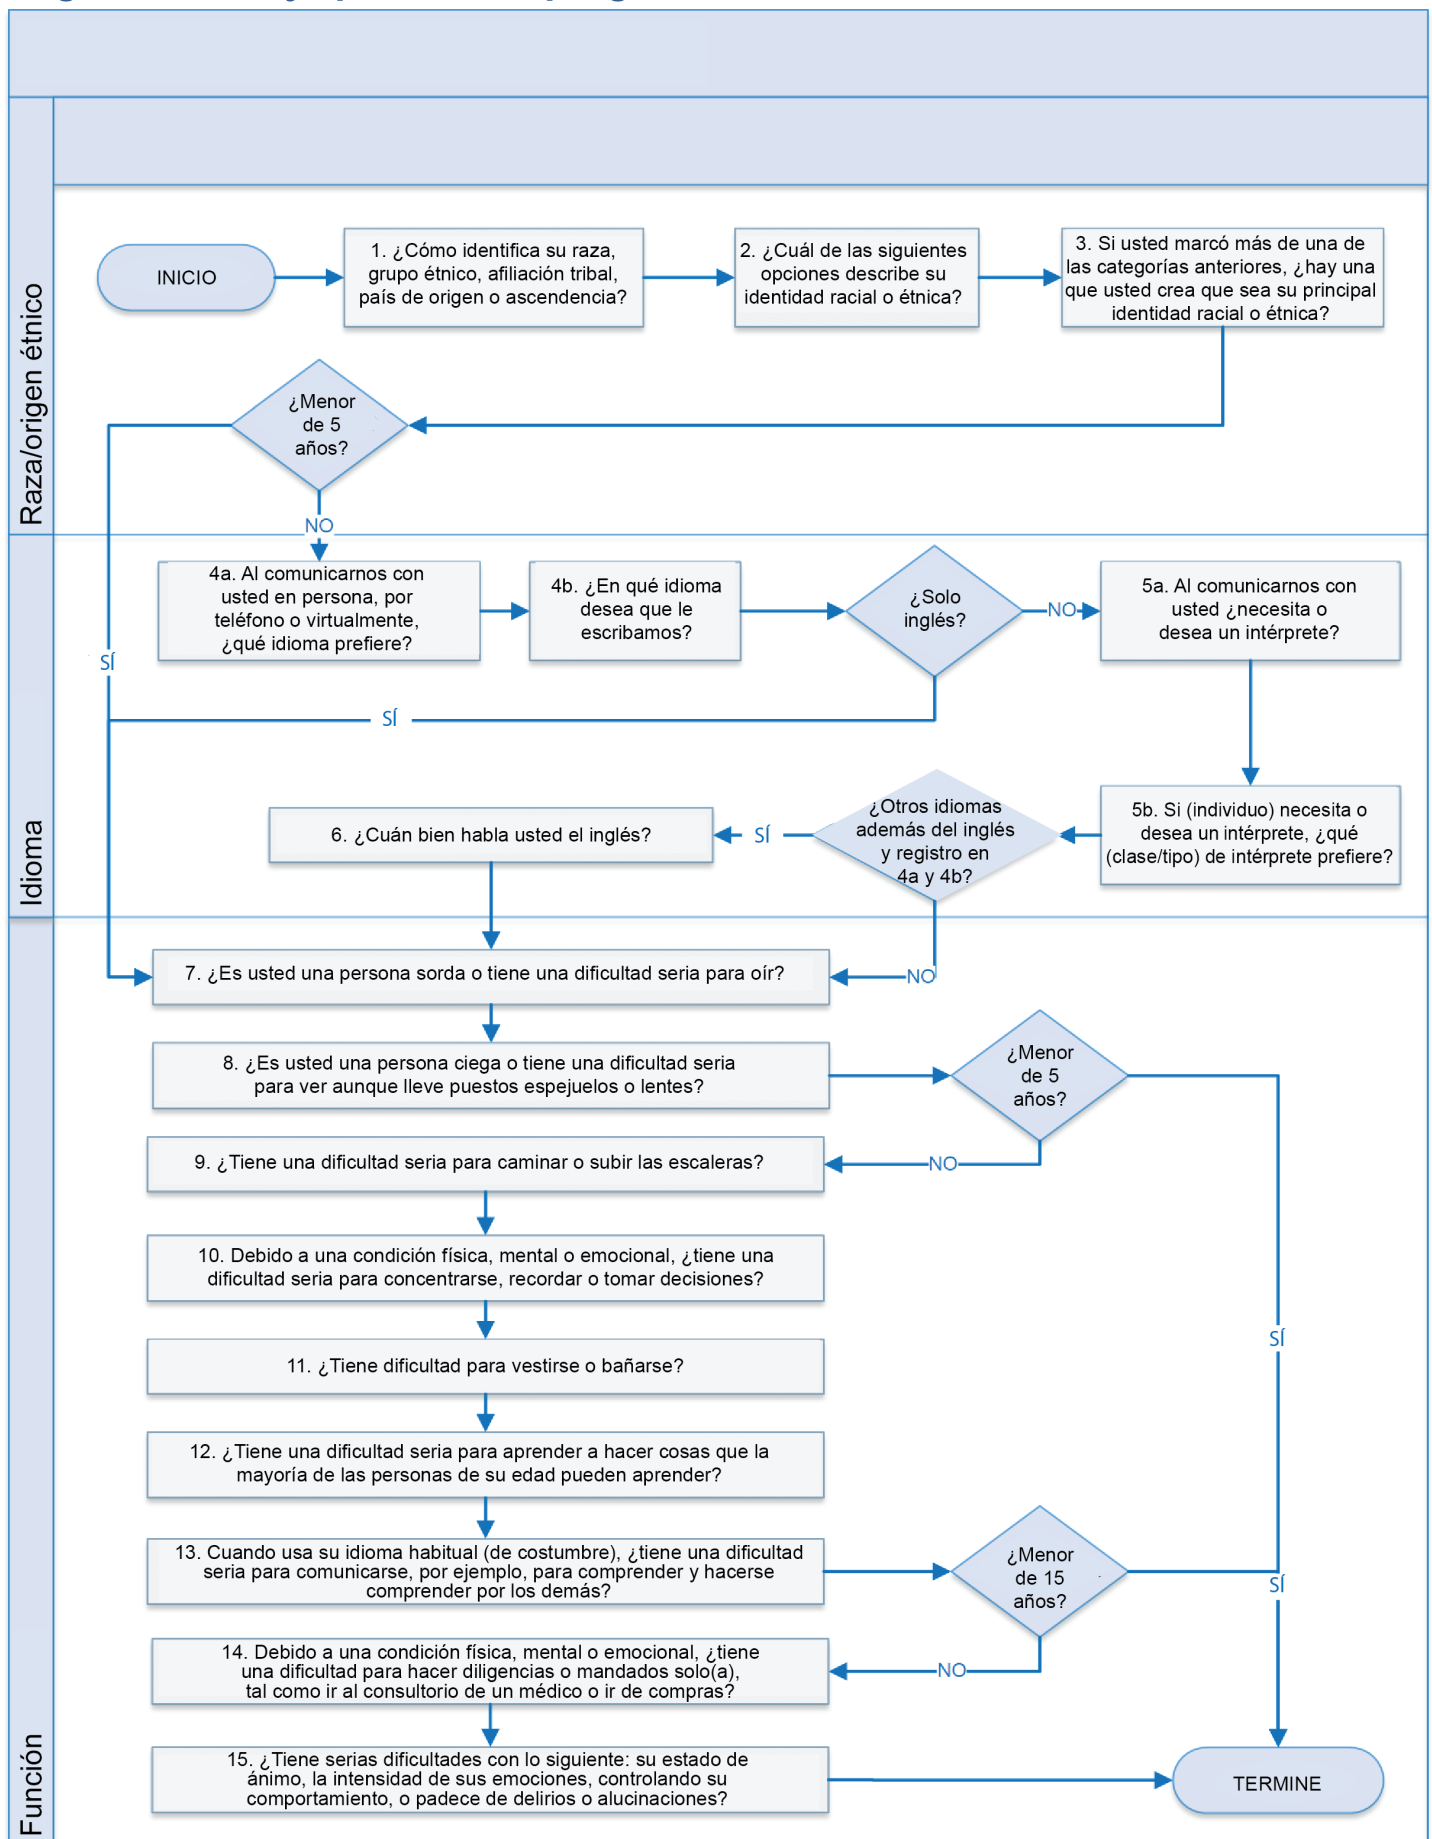 Raza/origen étnico
INICIO
1. ¿Cómo identifica su raza,
grupo étnico, afiliación tribal,
país de origen o ascendencia?
2. ¿Cuál de las siguientes
opciones describe su
identidad racial o étnica?
3. Si usted marcó más de una de
las categorías anteriores, ¿hay una
que usted crea que sea su principal
identidad racial o étnica?
¿Menor
de 5
años?
NO
SÍ
Idioma
4a. Al comunicarnos con
usted en persona, por
teléfono o virtualmente,
¿qué idioma prefiere?
4b. ¿En qué idioma
desea que le
escribamos?
¿Solo
inglés?
NO
SÍ
5a. Al comunicarnos con
usted ¿necesita o
desea un intérprete?
5b. Si (individuo) necesita o
desea un intérprete, ¿qué
(clase/tipo) de intérprete prefiere?
¿Otros idiomas
además del inglés
y registro en
4a y 4b?
SÍ
NO
6. ¿Cuán bien habla usted el inglés?
Función
7. ¿Es usted una persona sorda o tiene una dificultad seria para oír?
8. ¿Es usted una persona ciega o tiene una dificultad seria
para ver aunque lleve puestos espejuelos o lentes?
¿Menor
de 5
años?
NO
SÍ
9. ¿Tiene una dificultad seria para caminar o subir las escaleras?
10. Debido a una condición física, mental o emocional, ¿tiene una
dificultad seria para concentrarse, recordar o tomar decisiones?
11. ¿Tiene dificultad para vestirse o bañarse?
12. ¿Tiene una dificultad seria para aprender a hacer cosas que la
mayoría de las personas de su edad pueden aprender?
13. Cuando usa su idioma habitual (de costumbre), ¿tiene una dificultad
seria para comunicarse, por ejemplo, para comprender y hacerse
comprender por los demás?
¿Menor
de 15
años?
SÍ
NO
14. Debido a una condición física, mental o emocional, ¿tiene
una dificultad para hacer diligencias o mandados solo(a),
tal como ir al consultorio de un médico o ir de compras?
15. ¿Tiene serias dificultades con lo siguiente: su estado de
ánimo, la intensidad de sus emociones, controlando su
comportamiento, o padece de delirios o alucinaciones?
TERMINE